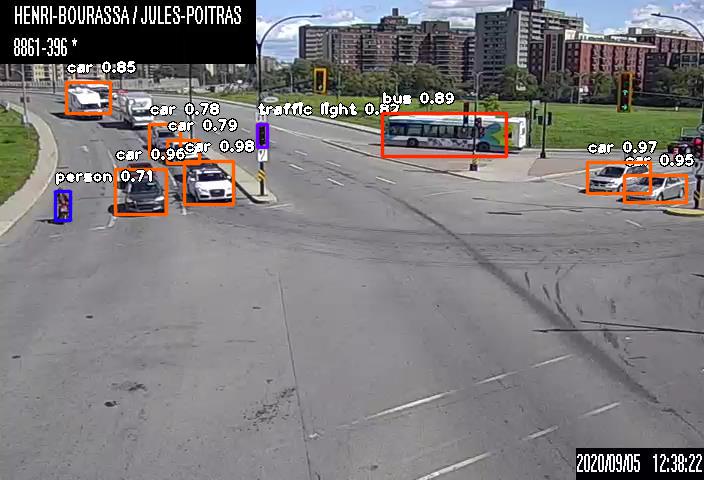 HENRI-BOURASSA / JULES-POITRAS
8861-396 *
car 0.85
car 0.78
car 0.79
traffic light 0.82
bus 0.89
car 0.96
car 0.98
car 0.97
car 0.95
person 0.71
2020/09/05 12:38:22